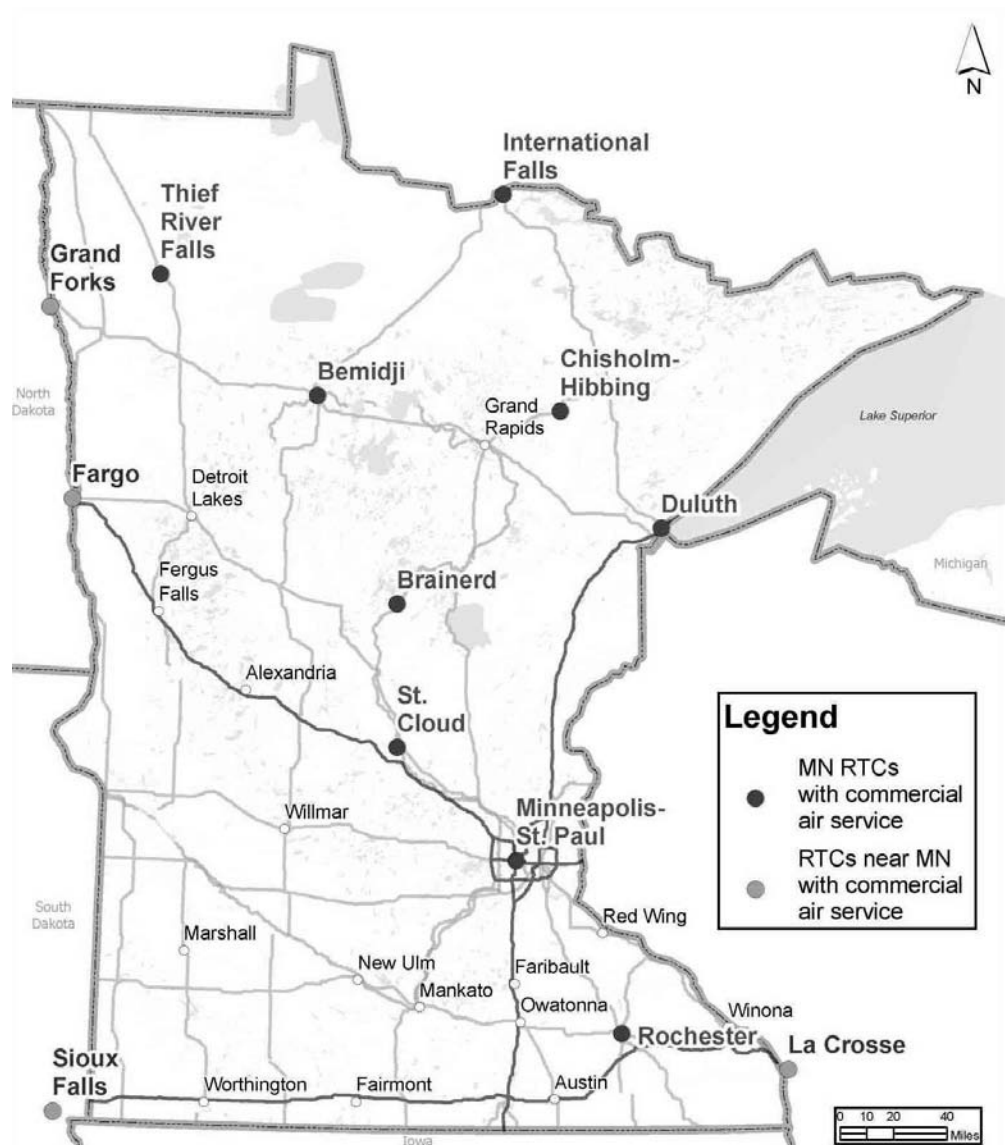 N
International
Falls
Thief
River
Falls
Grand
Forks
Chisholm-
Hibbing
Bemidji
North
Dakota
Grand
Rapids
Lake Superior
Fargo
Detroit
Lakes
Duluth
Michigan
Fergus
Falls
Brainerd
Alexandria
St.
Cloud
Legend
MN RTCs
with commercial
air service
RTCs near MN
with commercial
air service
Minneapolis-
St. Paul
Willmar
South
Dakota
Red Wing
Marshall
New Ulm
Faribault
Mankato
Owatonna
Winona
Rochester
La Crosse
Sioux
Falls
Worthington
Fairmont
Austin
0 10 20 40
Miles
Iowa